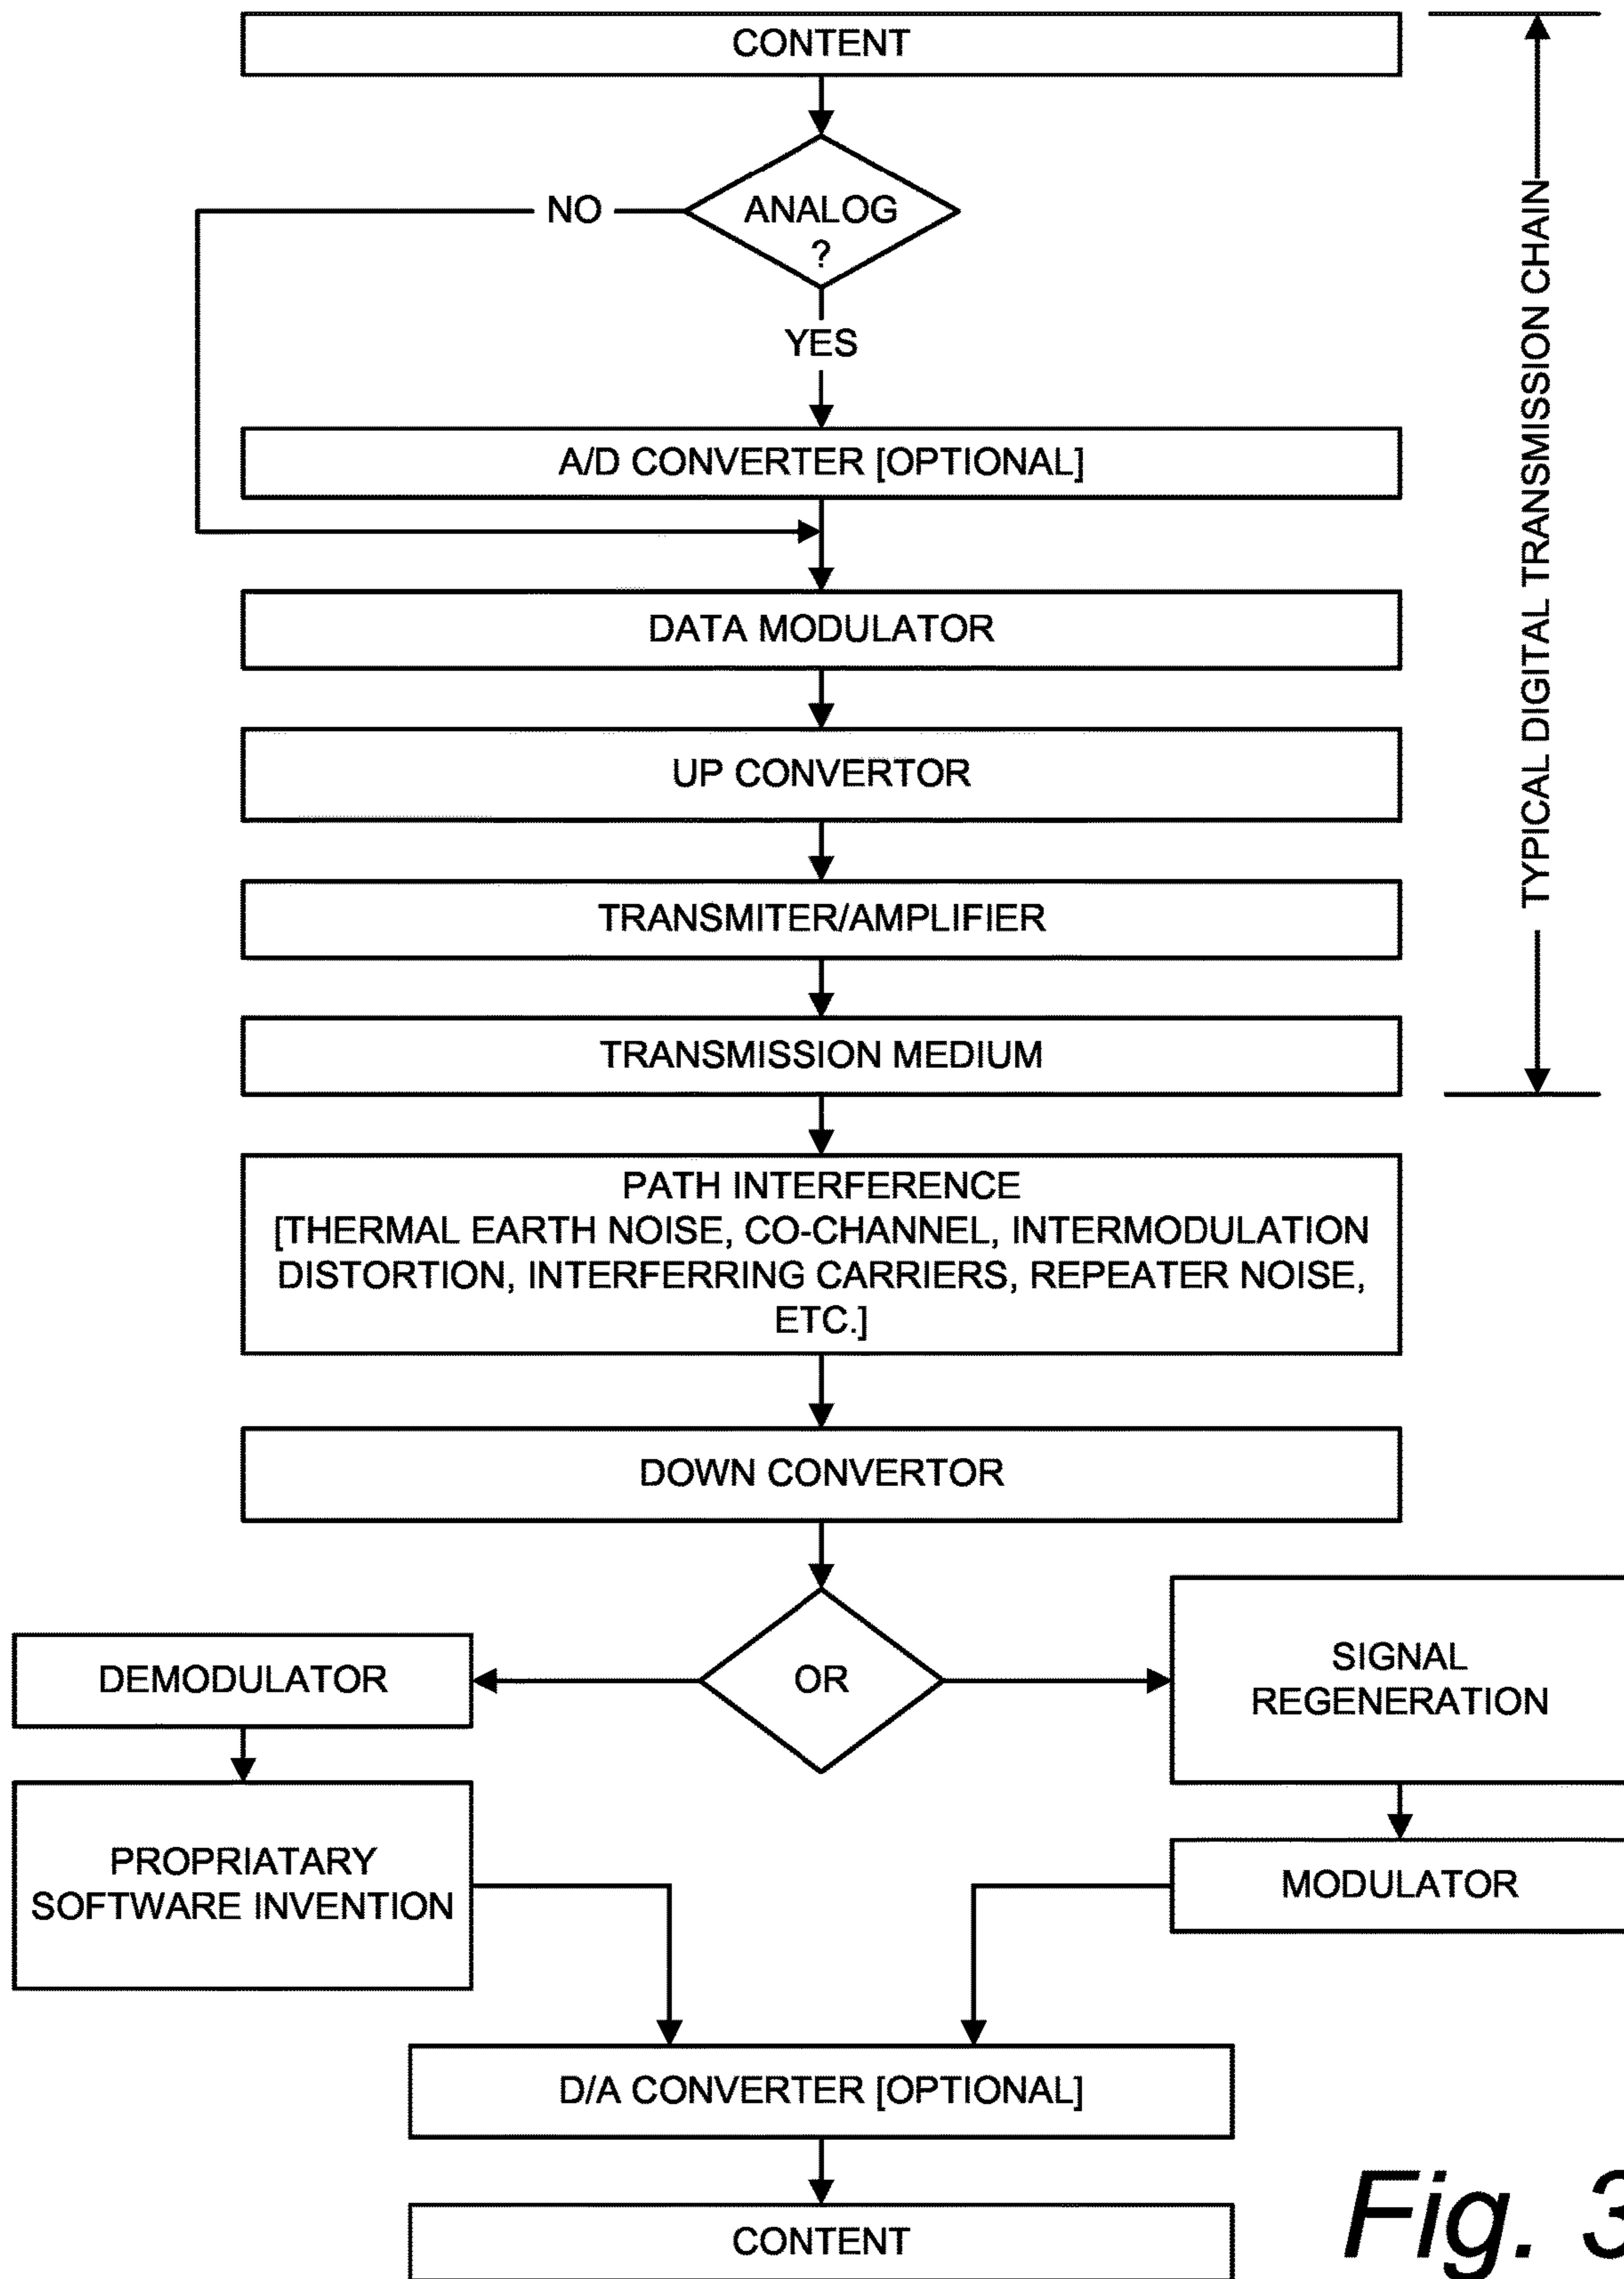 CONTENT
ANALOG
?
NO
YES
A/D CONVERTER [OPTIONAL]
DATA MODULATOR
UP CONVERTOR
TRANSMITER/AMPLIFIER
TRANSMISSION MEDIUM
TYPICAL DIGITAL TRANSMISSION CHAIN
PATH INTERFERENCE
[THERMAL EARTH NOISE, CO-CHANNEL, INTERMODULATION
DISTORTION, INTERFERRING CARRIERS, REPEATER NOISE,
ETC.]
DOWN CONVERTOR
OR
DEMODULATOR
PROPRIATARY
SOFTWARE INVENTION
SIGNAL
REGENERATION
MODULATOR
D/A CONVERTER [OPTIONAL]
CONTENT
Fig. 3